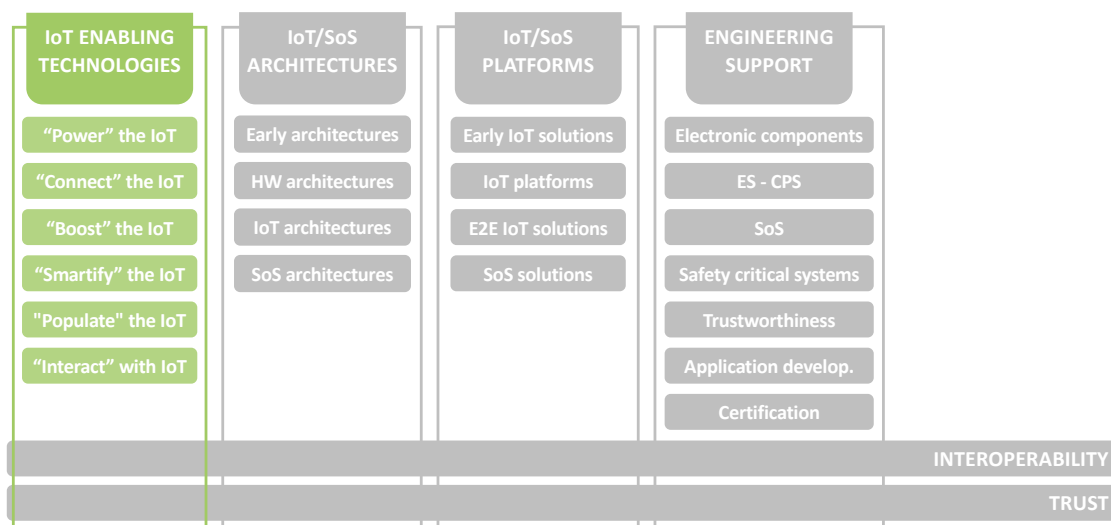 IoT ENABLING
TECHNOLOGIES
“Power” the IoT
“Connect” the IoT
“Boost” the IoT
“Smartify” the IoT
"Populate" the IoT
“Interact” with IoT
IoT/SoS
ARCHITECTURES
Early architectures
HW architectures
IoT architectures
SoS architectures
IoT/SoS
PLATFORMS
Early IoT solutions
IoT platforms
E2E IoT solutions
SoS solutions
ENGINEERING
SUPPORT
Electronic components
ES - CPS
SoS
Safety critical systems
Trustworthiness
Application develop.
Certification
INTEROPERABILITY
TRUST